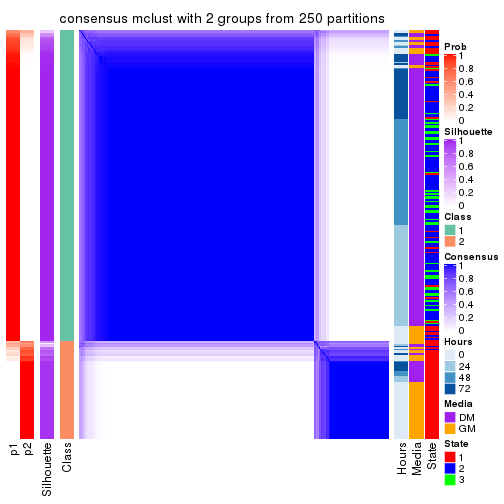 consensus mclust with 2 groups from 250 partitions
p1
p2
Silhouette
Class
Hours
Media
State
Prob
1
0.8
0.6
0.4
0.2
0
Silhouette
1
0.8
0.6
0.4
0.2
0
Class
1
2
Consensus
1
0.8
0.6
0.4
0.2
0
Hours
0
24
48
72
Media
DM
GM
State
1
2
3